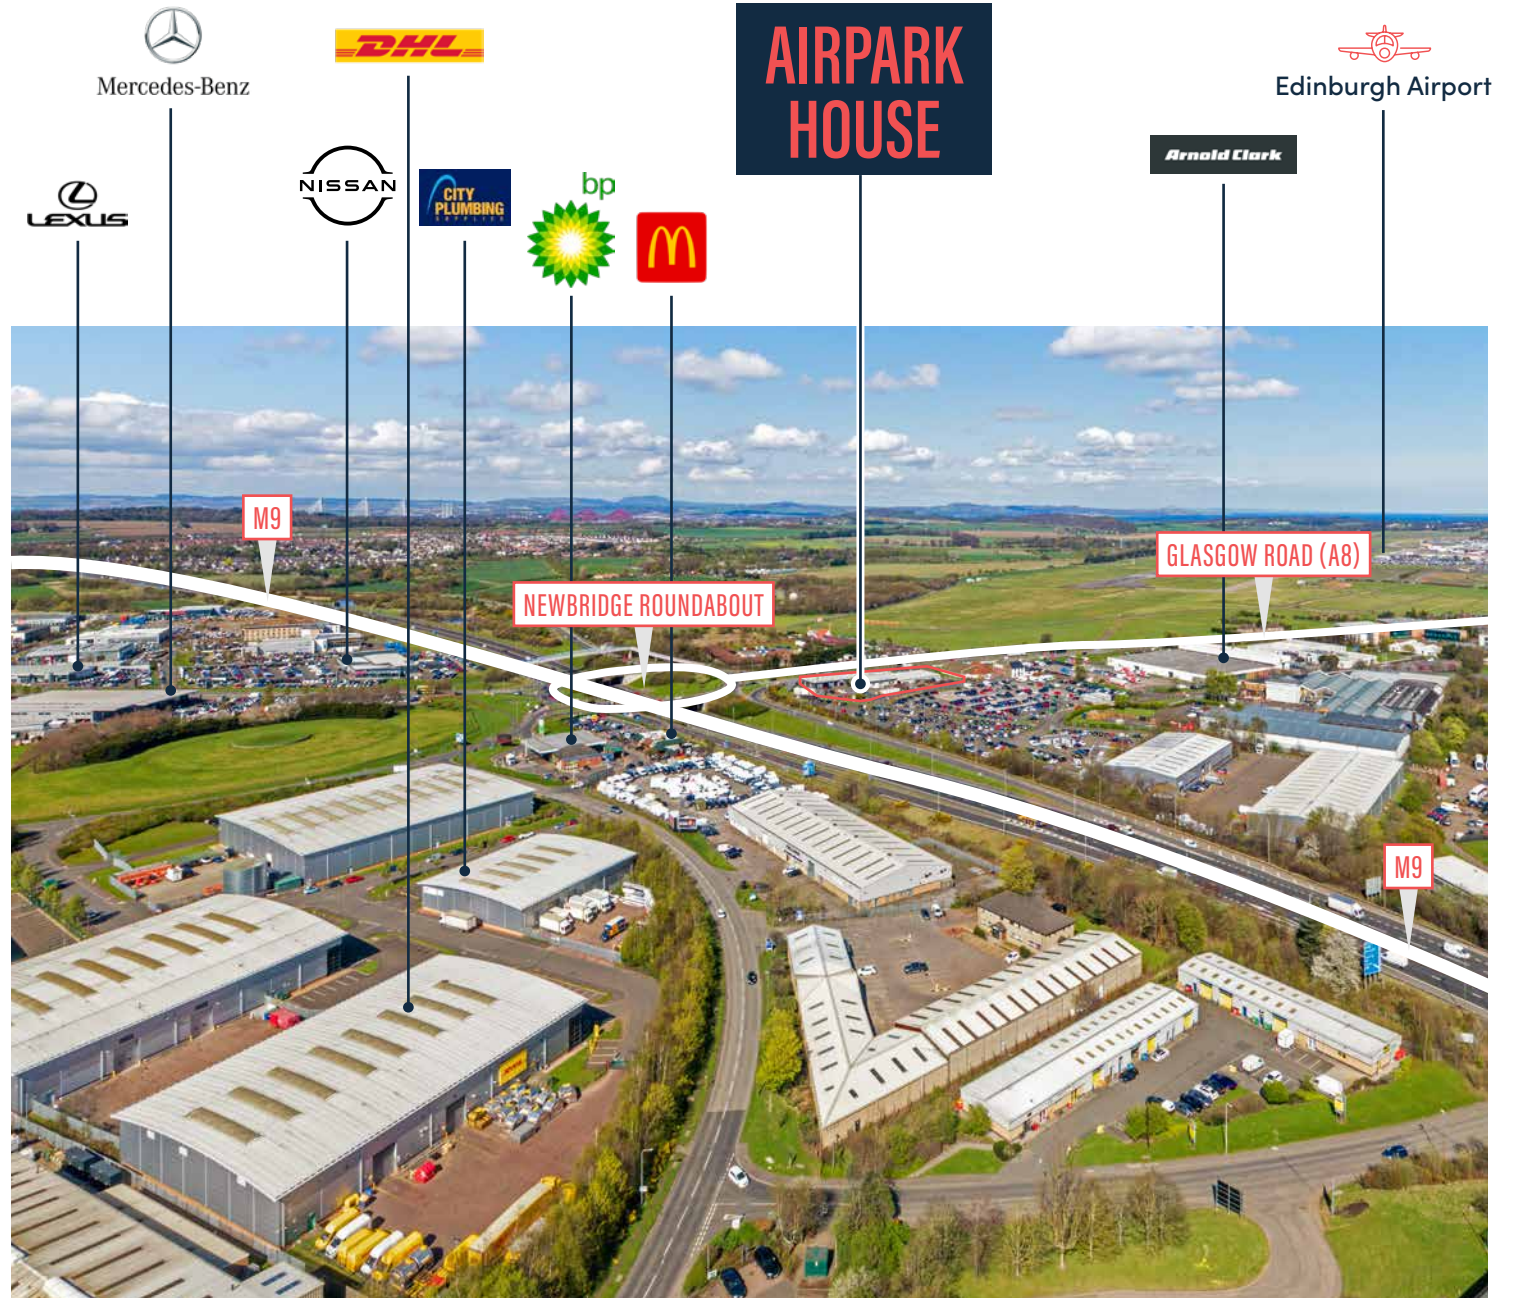 Mercedes-Benz
DHL
AIRPARK
HOUSE
Edinburgh Airport
Arnold Clark
LEXUS
NISSAN
CITY
PLUMBING
SUPPLIES
bp
M9
GLASGOW ROAD (A8)
NEWBRIDGE ROUNDABOUT
M9